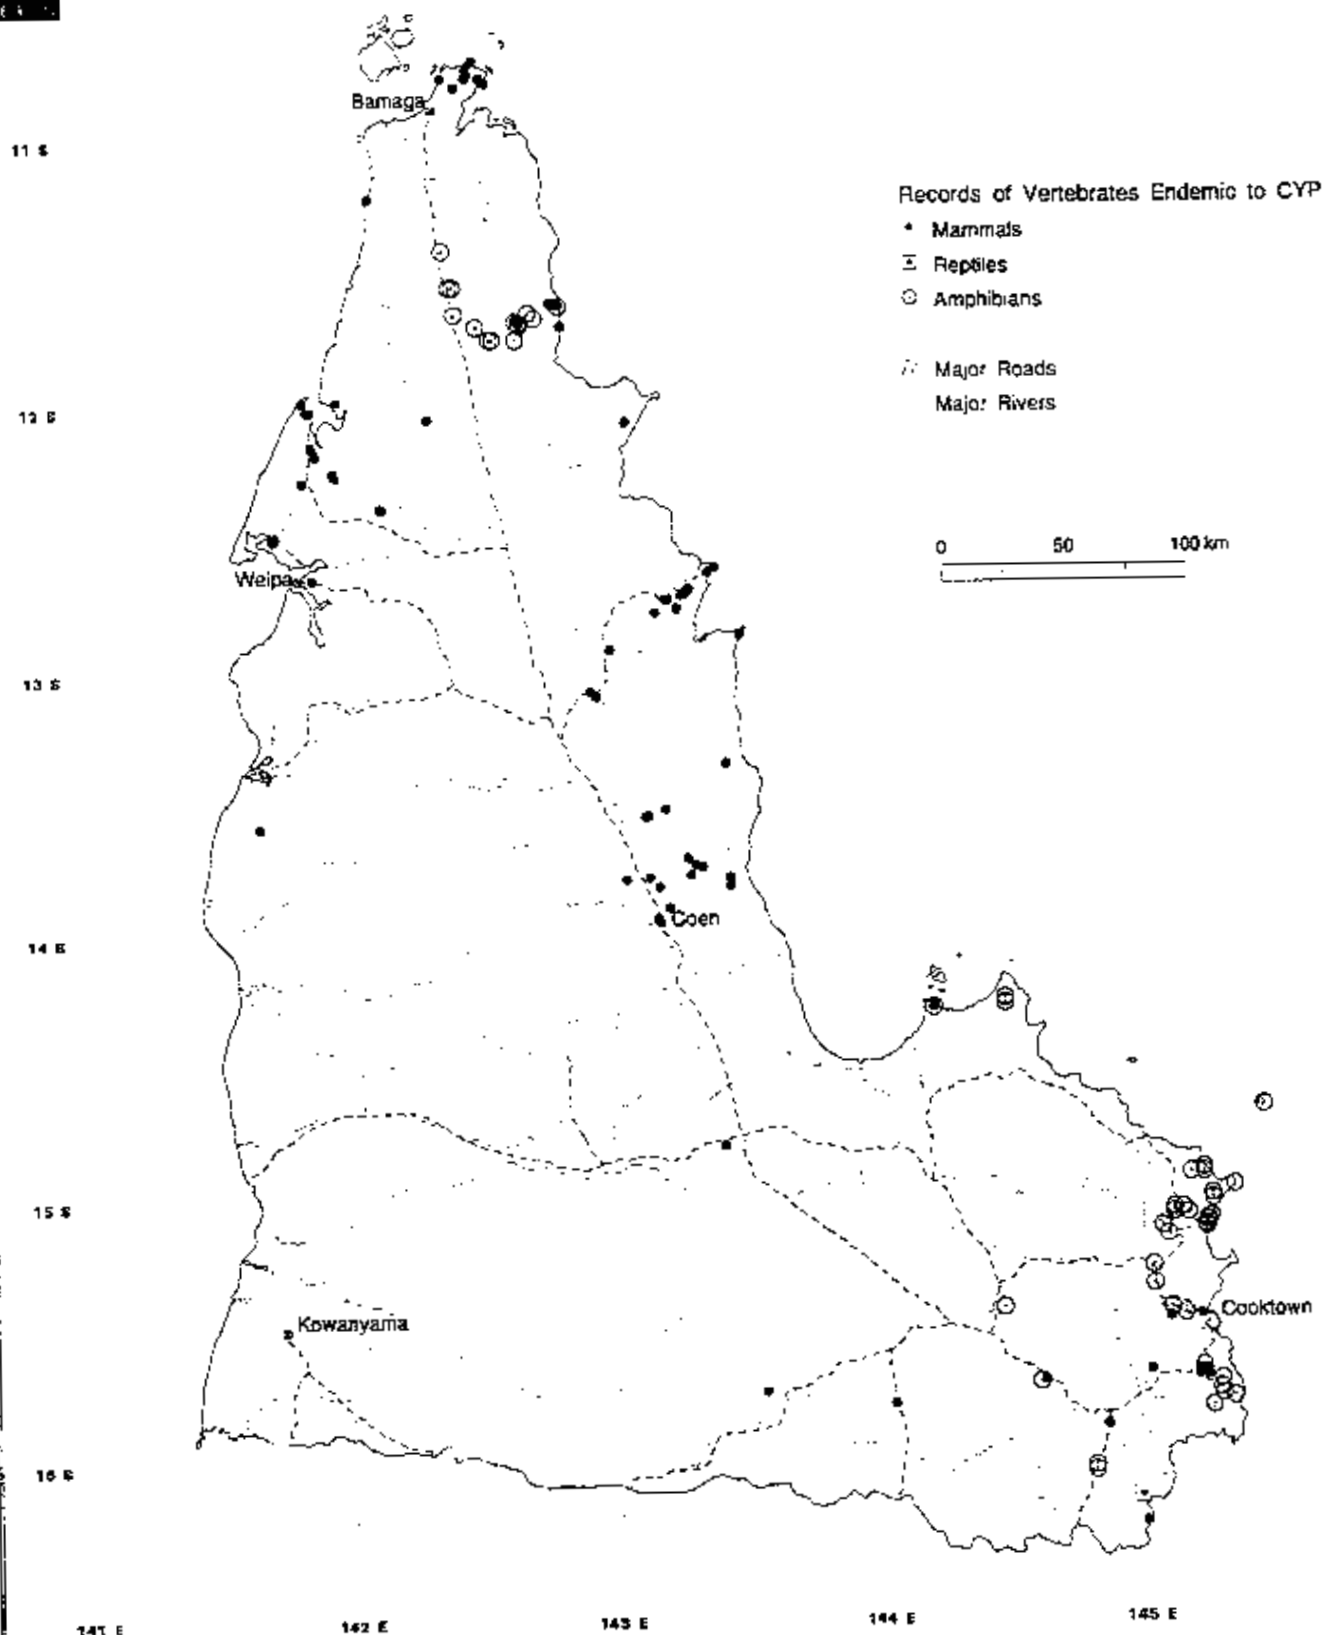 Bamaga
11 S
Records of Vertebrates Endemic to CYP
Mammals
Reptiles
Amphibians
Major Roads
Major Rivers
12 S
0 50 100 km
Weipa
13 S
Coen
14 S
15 S
Cooktown
Kowanyama
16 S
141 E 142 E 143 E 144 E 145 E